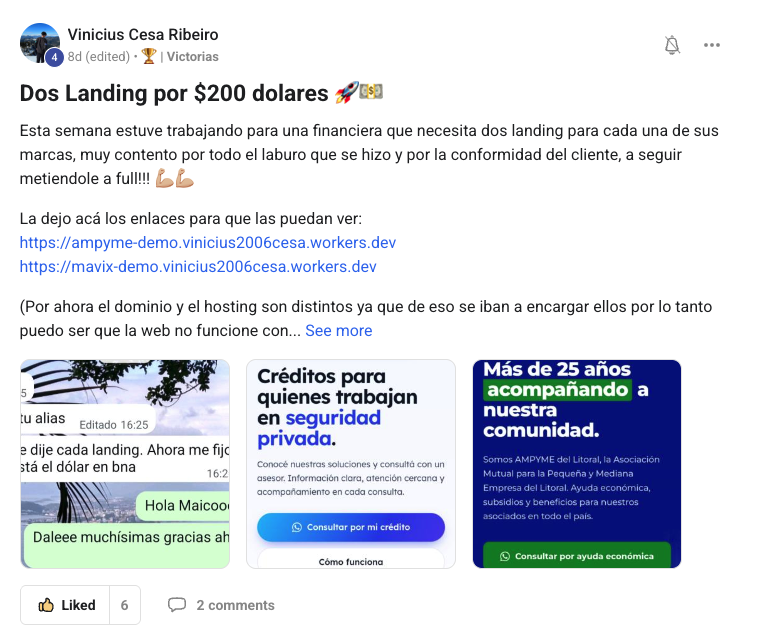 Vinicius Cesa Ribeiro
4
8d (edited) • 🏆 | Victorias
Dos Landing por $200 dolares 🚀💵
Esta semana estuve trabajando para una financiera que necesita dos landing para cada una de sus
marcas, muy contento por todo el laburo que se hizo y por la conformidad del cliente, a seguir
metiendole a full!!! 💪🏼💪🏼
La dejo acá los enlaces para que las puedan ver:
https://ampyme-demo.vinicius2006cesa.workers.dev
https://mavix-demo.vinicius2006cesa.workers.dev
(Por ahora el dominio y el hosting son distintos ya que de eso se iban a encargar ellos por lo tanto
puedo ser que la web no funcione con... See more
5
tu alias
Editado 16:25
e dije cada landing. Ahora me fijo
stá el dólar en bna
16:2
Hola Maicoo
Daleee muchísimas gracias ah
Créditos para
quienes trabajan
en seguridad
privada.
Conocé nuestras soluciones y consultá con un
asesor. Información clara, atención cercana y
acompañamiento en cada consulta.
Consultar por mi crédito
Cómo funciona
Más de 25 años
acompañando a
nuestra
comunidad.
Somos AMPYME del Litoral, la Asociación
Mutual para la Pequeña y Mediana
Empresa del Litoral. Ayuda económica,
subsidios y beneficios para nuestros
asociados en todo el país.
Consultar por ayuda económica
Liked
6
2 comments